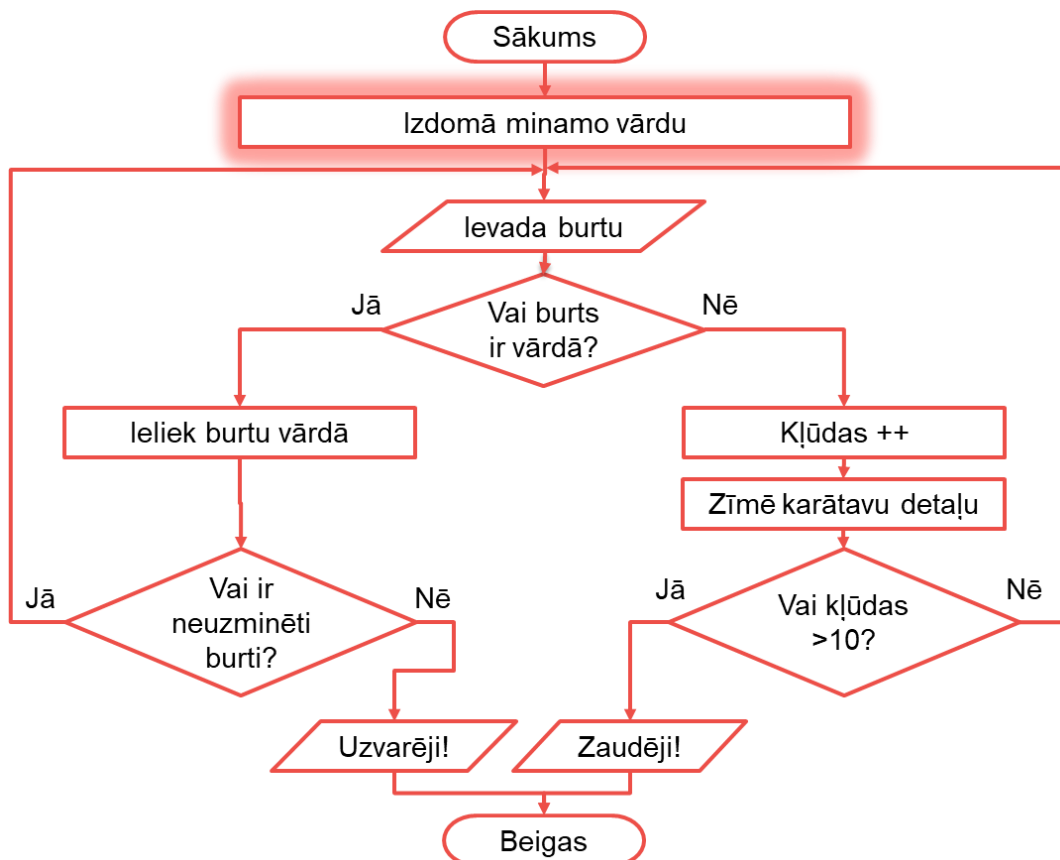 Sākums
Izdomā minamo vārdu
Ievada burtu
Jā
Vai burts
ir vārdā?
Nē
Ieliek burtu vārdā
Kļūdas ++
Zīmē karātavu detaļu
Jā
Vai ir
neuzminēti
burti?
Nē
Jā
Vai kļūdas
>10?
Nē
Uzvarēji!
Zaudēji!
Beigas